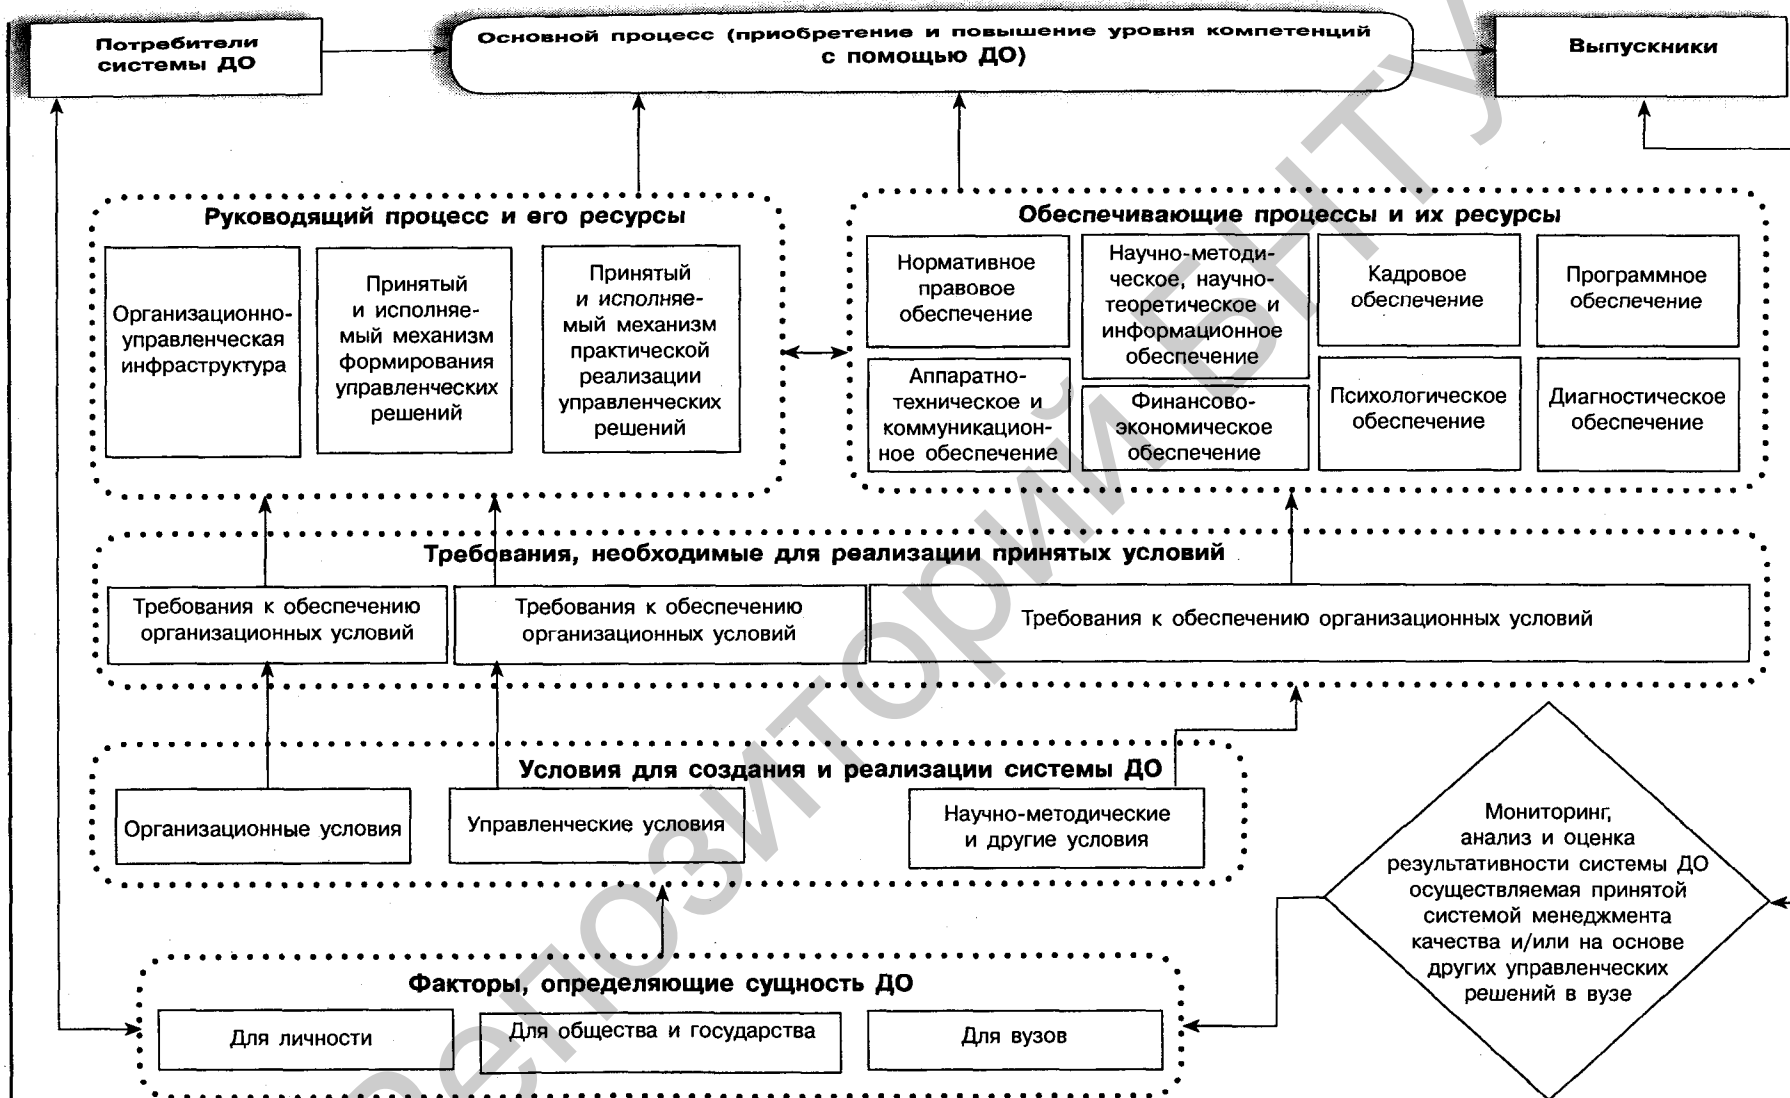 Потребители
системы ДО
Основной процесс (приобретение и повышение уровня компетенций
с помощью ДО)
Выпускники
Руководящий процесс и его ресурсы
Организационно-
управленческая
инфраструктура
Принятый
и исполняе-
мый механизм
формирования
управленческих
решений
Принятый
и исполняе-
мый механизм
практической
реализации
управленческих
решений
Обеспечивающие процессы и их ресурсы
Нормативное
правовое
обеспечение
Научно-методи-
ческое, научно-
теоретическое и
информационное
обеспечение
Кадровое
обеспечение
Программное
обеспечение
Аппаратно-
техническое и
коммуникацион-
ное обеспечение
Финансово-
экономическое
обеспечение
Психологическое
обеспечение
Диагностическое
обеспечение
Требования, необходимые для реализации принятых условий
Требования к обеспечению
организационных условий
Требования к обеспечению
организационных условий
Требования к обеспечению организационных условий
Условия для создания и реализации системы ДО
Организационные условия
Управленческие условия
Научно-методические
и другие условия
Мониторинг,
анализ и оценка
результативности системы ДО
осуществляемая принятой
системой менеджмента
качества и/или на основе
других управленческих
решений в вузе
Факторы, определяющие сущность ДО
Для личности
Для общества и государства
Для вузов
Репозиторий БНТУ